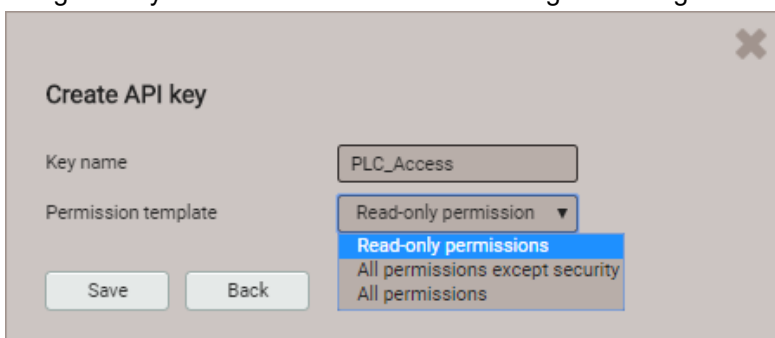 Create API key
Key name PLC_Access
Permission template Read-only permission ▼
Read-only permissions
All permissions except security
Save Back All permissions